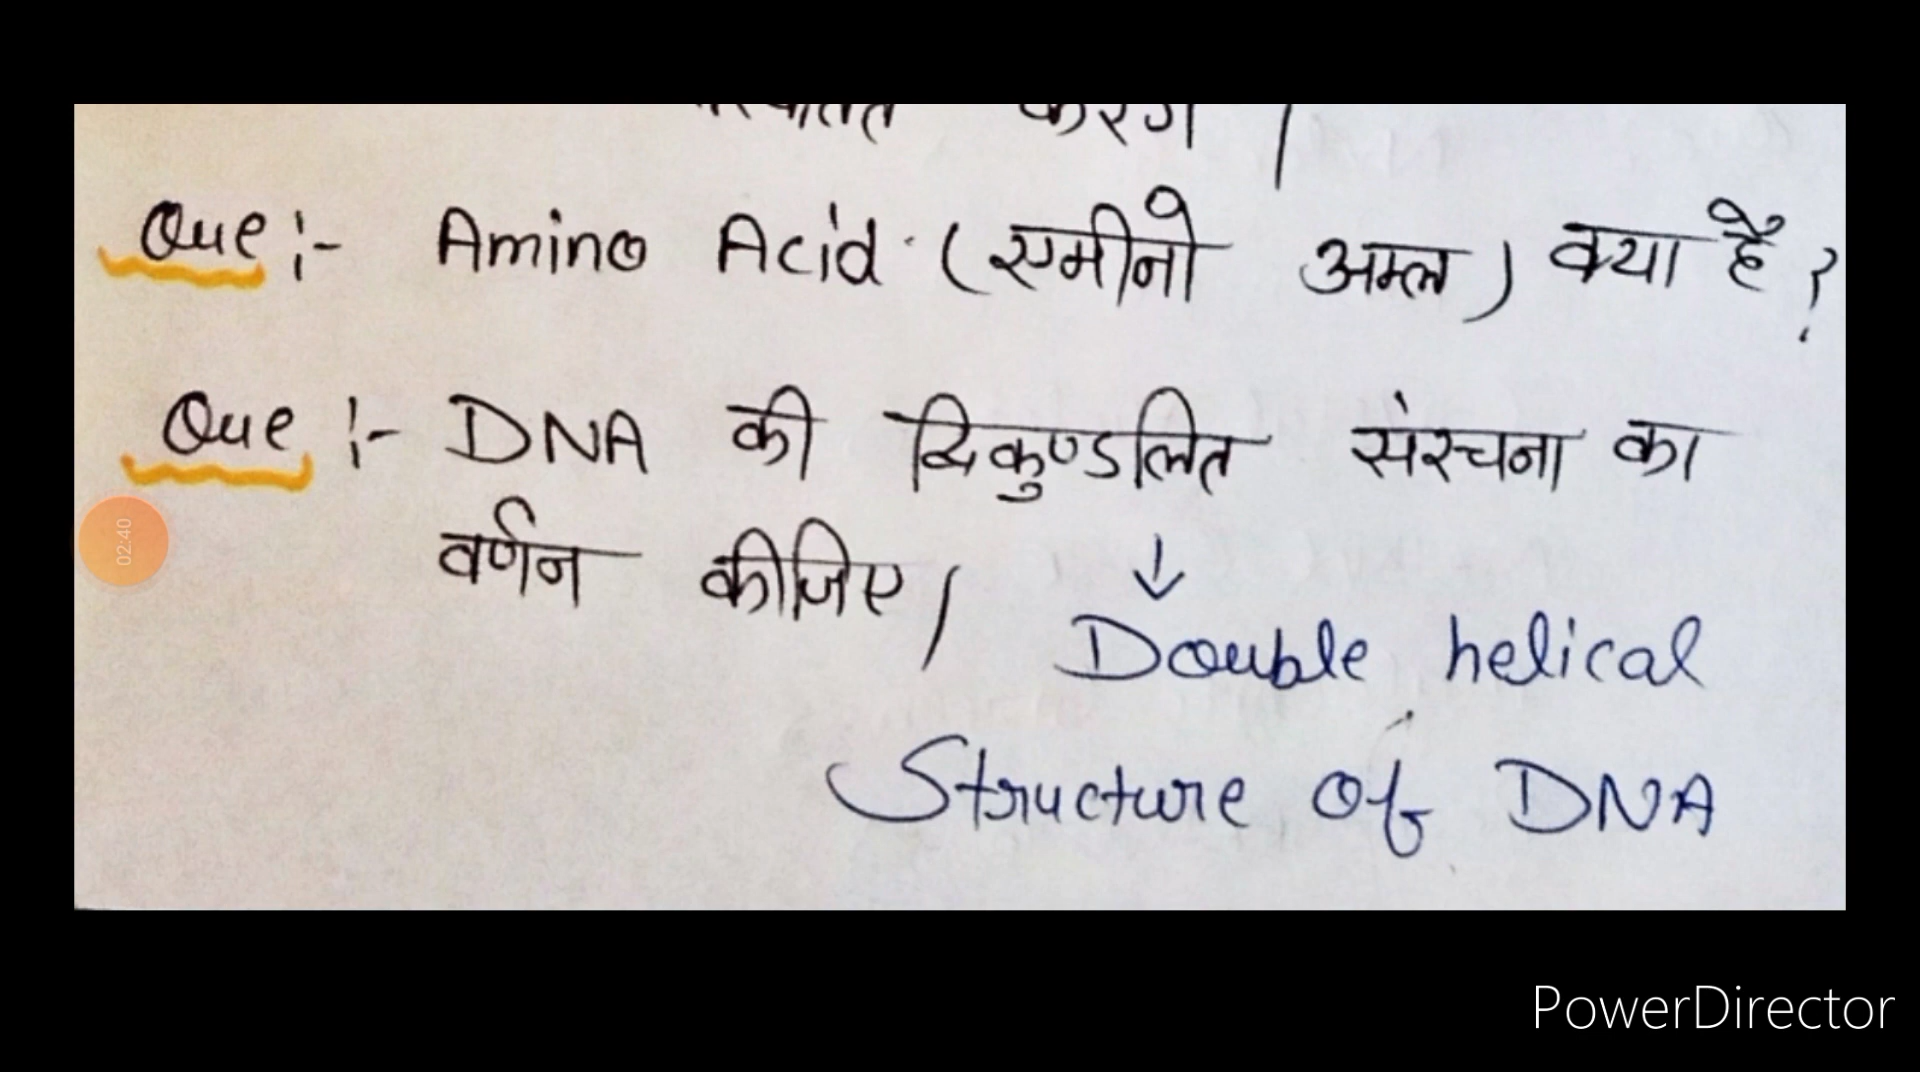 करेंगे |
Que :- Amino Acid (एमीनो अम्ल) क्या है ?
Que :- DNA की द्विकुण्डलित संरचना का
02:40
वर्णन कीजिए |
↓
Double helical
Structure of DNA
PowerDirector